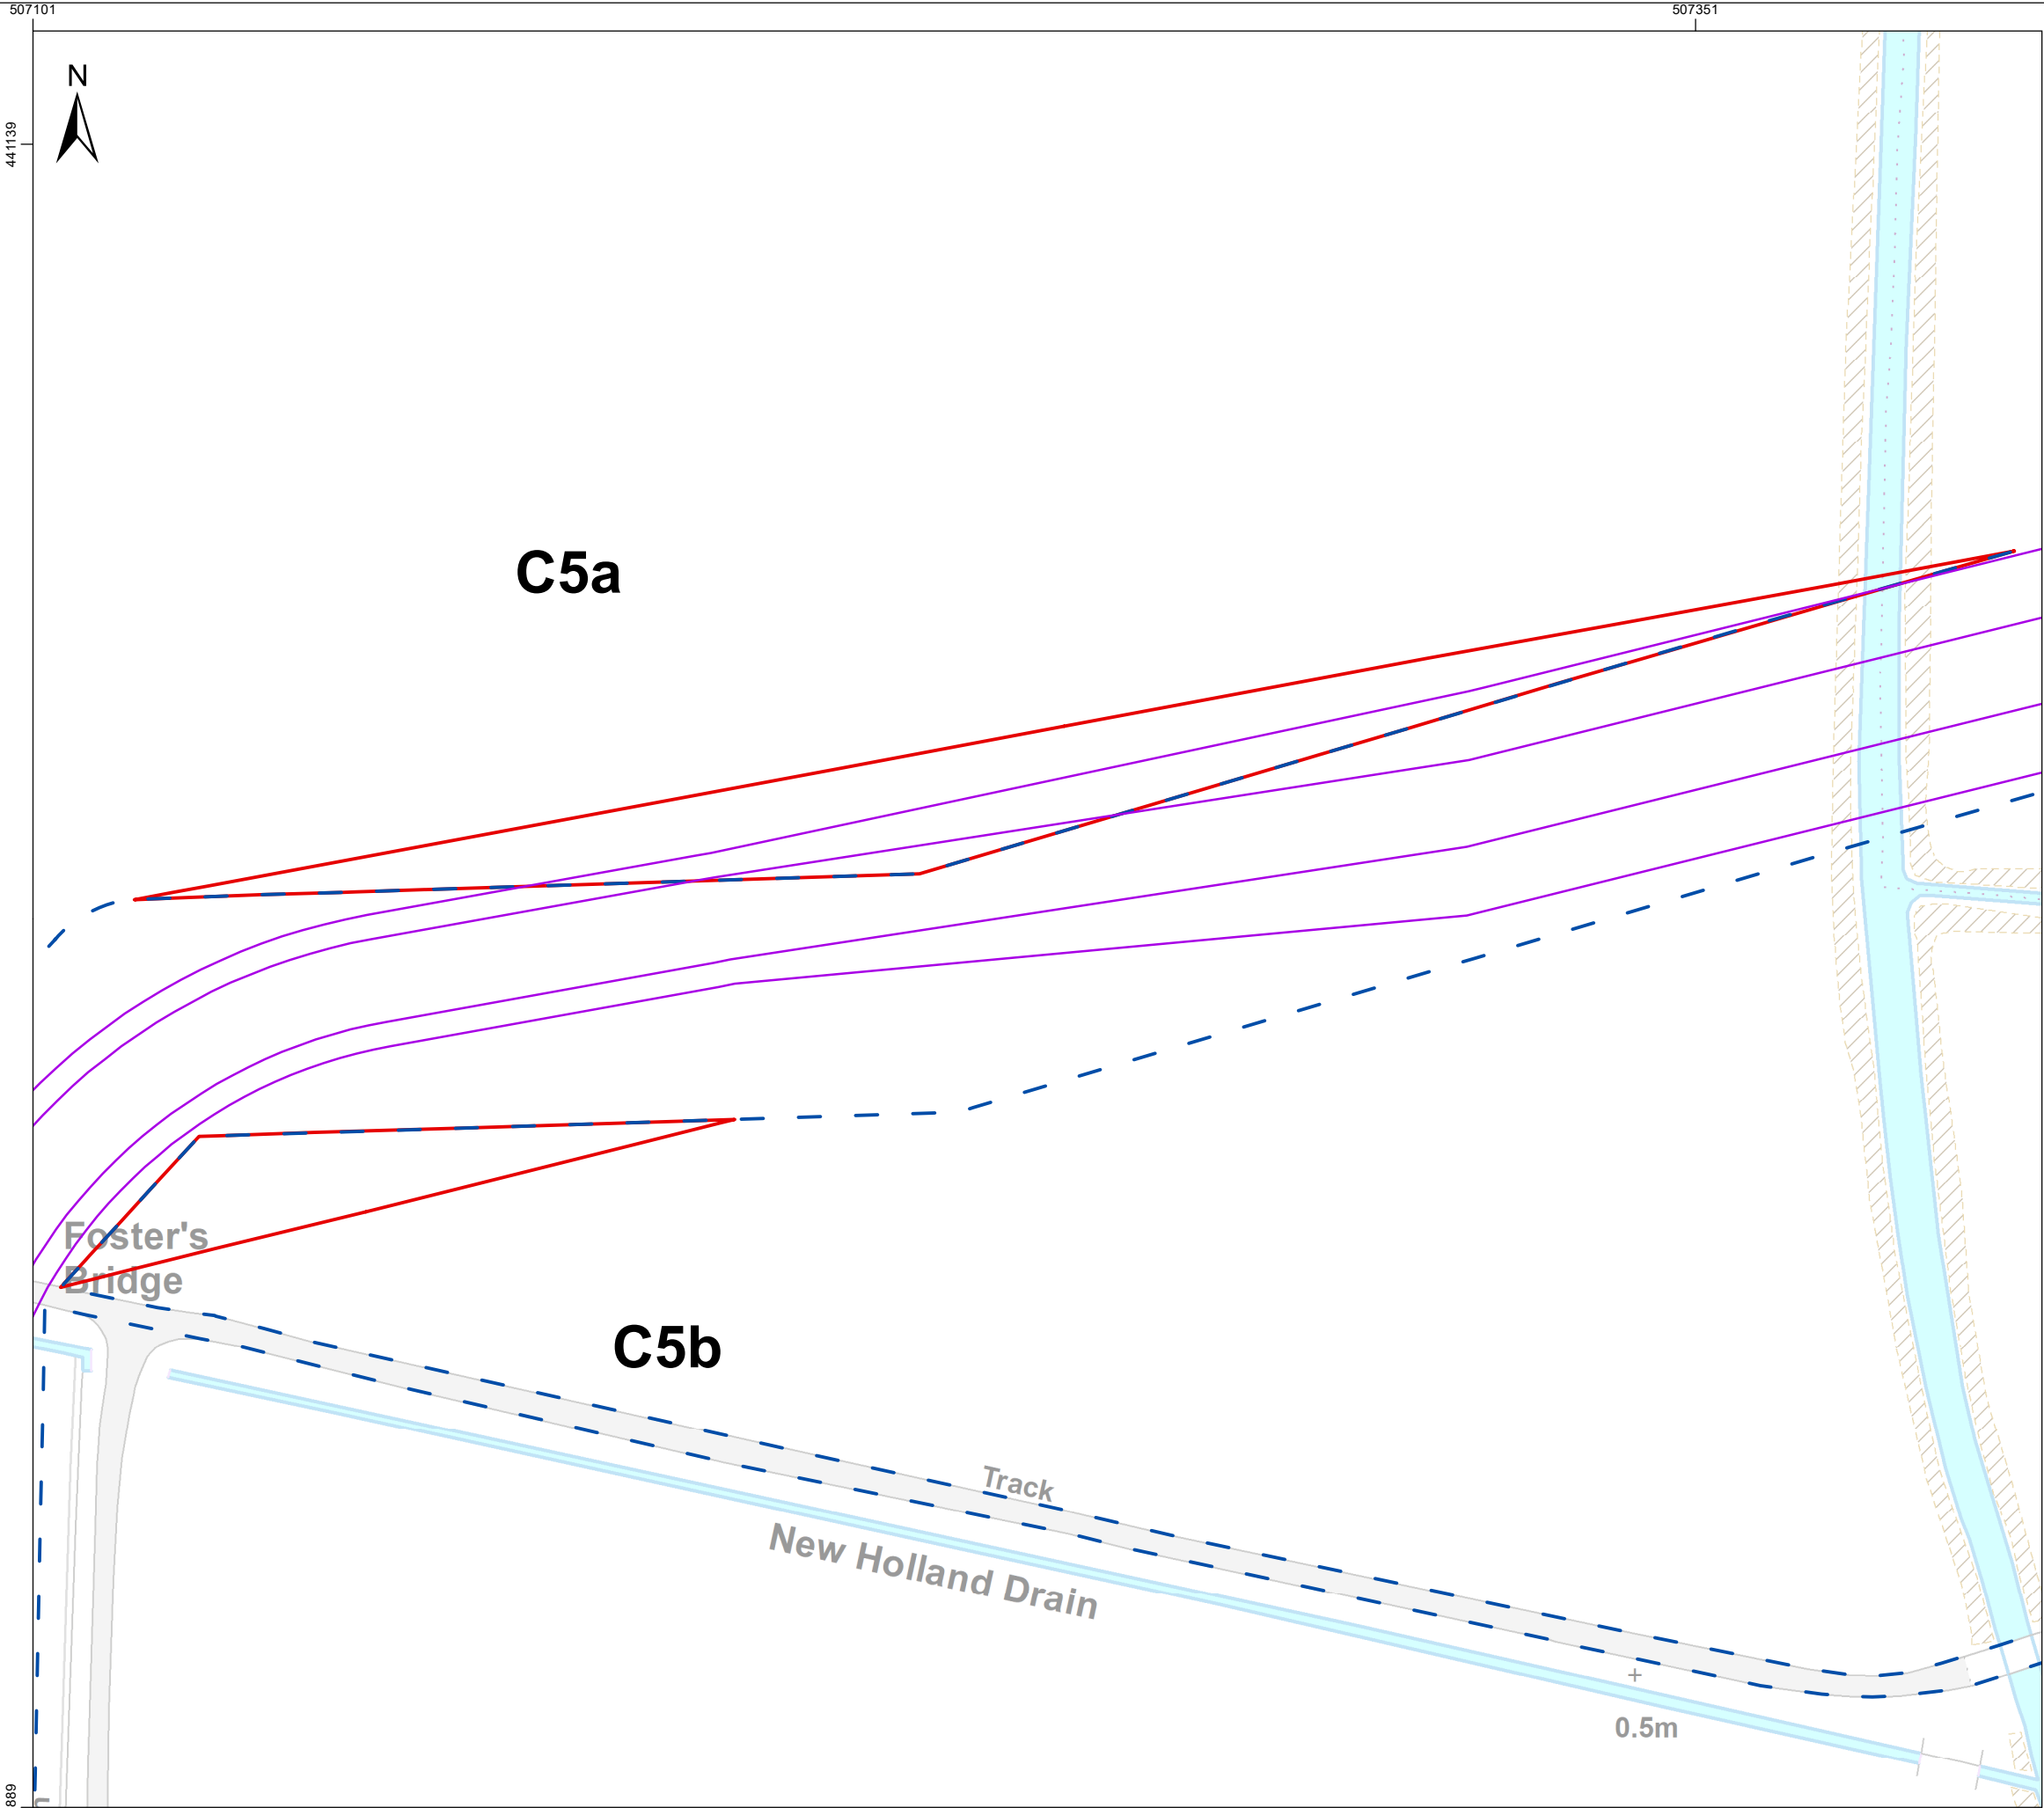 507101
507351
N
441139
C5a
Foster's
Bridge
C5b
Track
New Holland Drain
0.5m
889